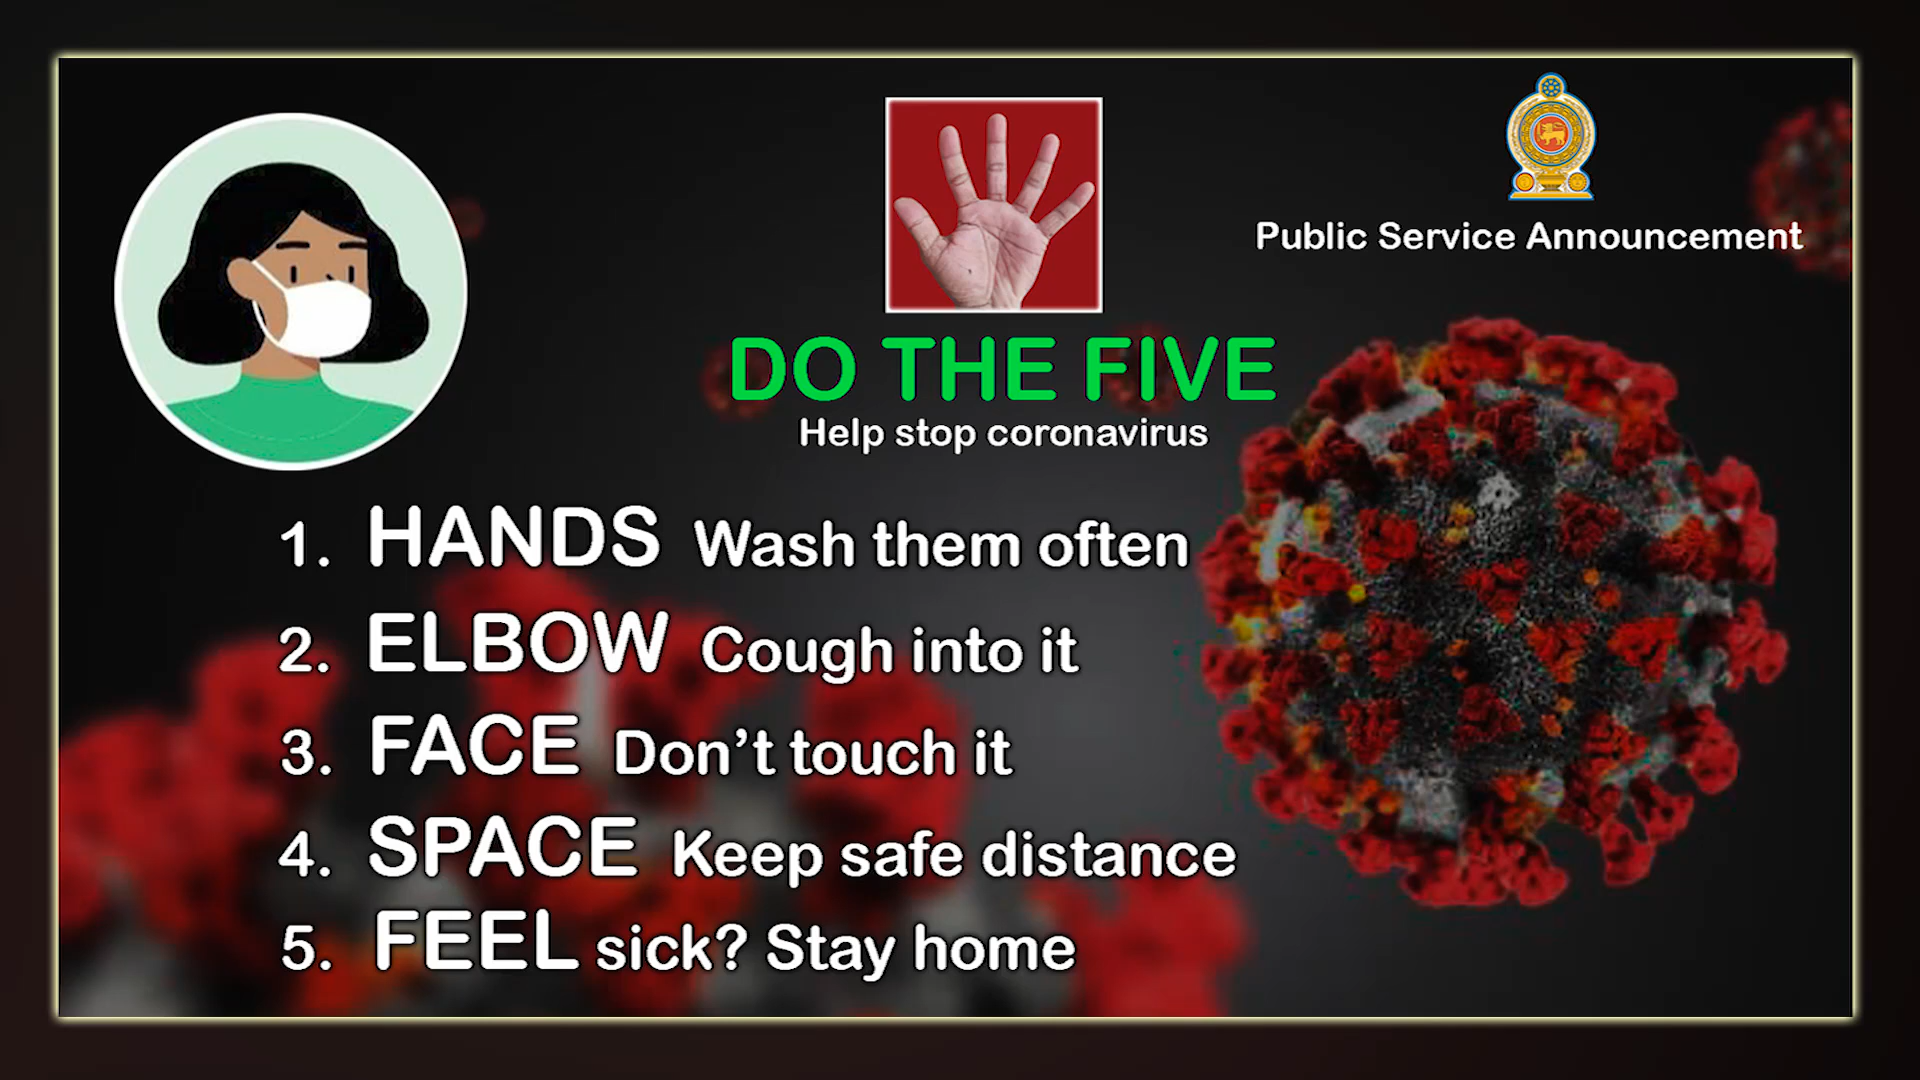 Public Service Announcement
DO THE FIVE
Help stop coronavirus
1. HANDS Wash them often
2. ELBOW Cough into it
3. FACE Don’t touch it
4. SPACE Keep safe distance
5. FEEL sick? Stay home